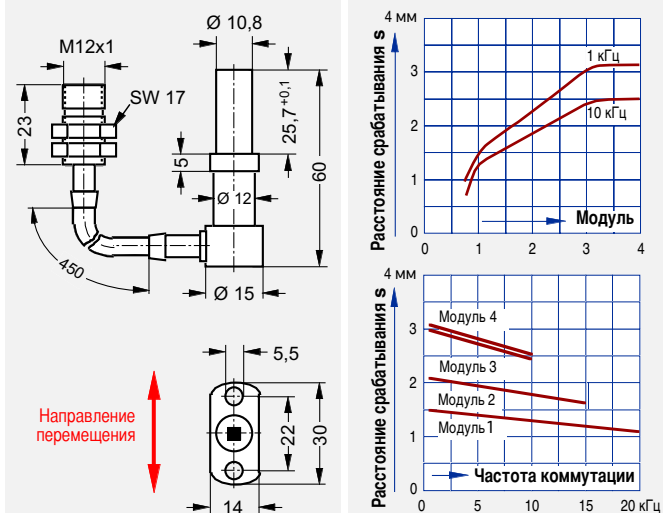 Ø 10,8
M12x1
SW 17
23
5
25,7+0,1
60
Ø 12
450
Ø 15
5,5
Направление
перемещения
22
30
14
Расстояние срабатывания s
4 мм
3
2
1
0
1 кГц
10 кГц
Модуль
0
1
2
3
4
Расстояние срабатывания s
4 мм
3
2
1
0
Модуль 4
Модуль 3
Модуль 2
Модуль1
Частота коммутации
0
5
10
15
20 кГц